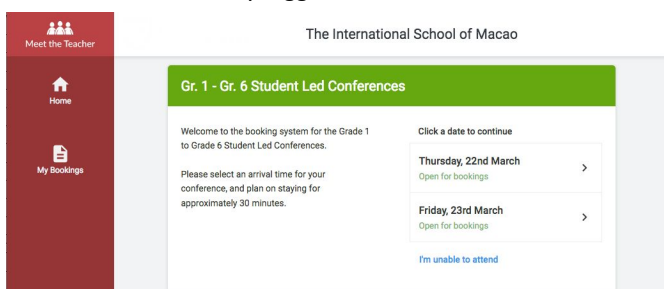 The International School of Macao
Meet the Teacher
Home
My Bookings
Gr. 1 - Gr. 6 Student Led Conferences
Welcome to the booking system for the Grade 1
to Grade 6 Student Led Conferences.
Please select an arrival time for your
conference, and plan on staying for
approximately 30 minutes.
Click a date to continue
Thursday, 22nd March
Open for bookings
Friday, 23rd March
Open for bookings
I'm unable to attend